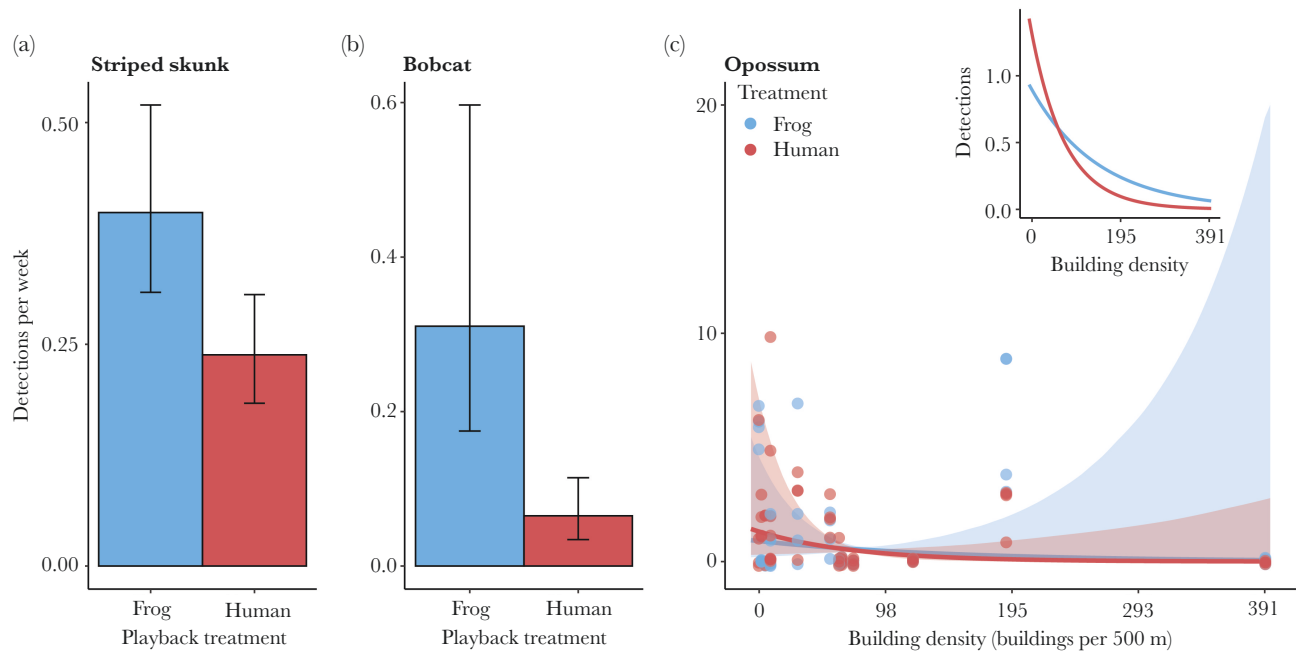 (a)
Striped skunk
Detections per week
0.50
0.25
0.00
Frog Human
Playback treatment
(b)
Bobcat
0.6
0.4
0.2
0.0
Frog Human
Playback treatment
(c)
Opossum
Treatment
Frog
Human
20
10
0
0 98 195 293 391
Building density (buildings per 500 m)
Detections
1.0
0.5
0.0
0 195 391
Building density